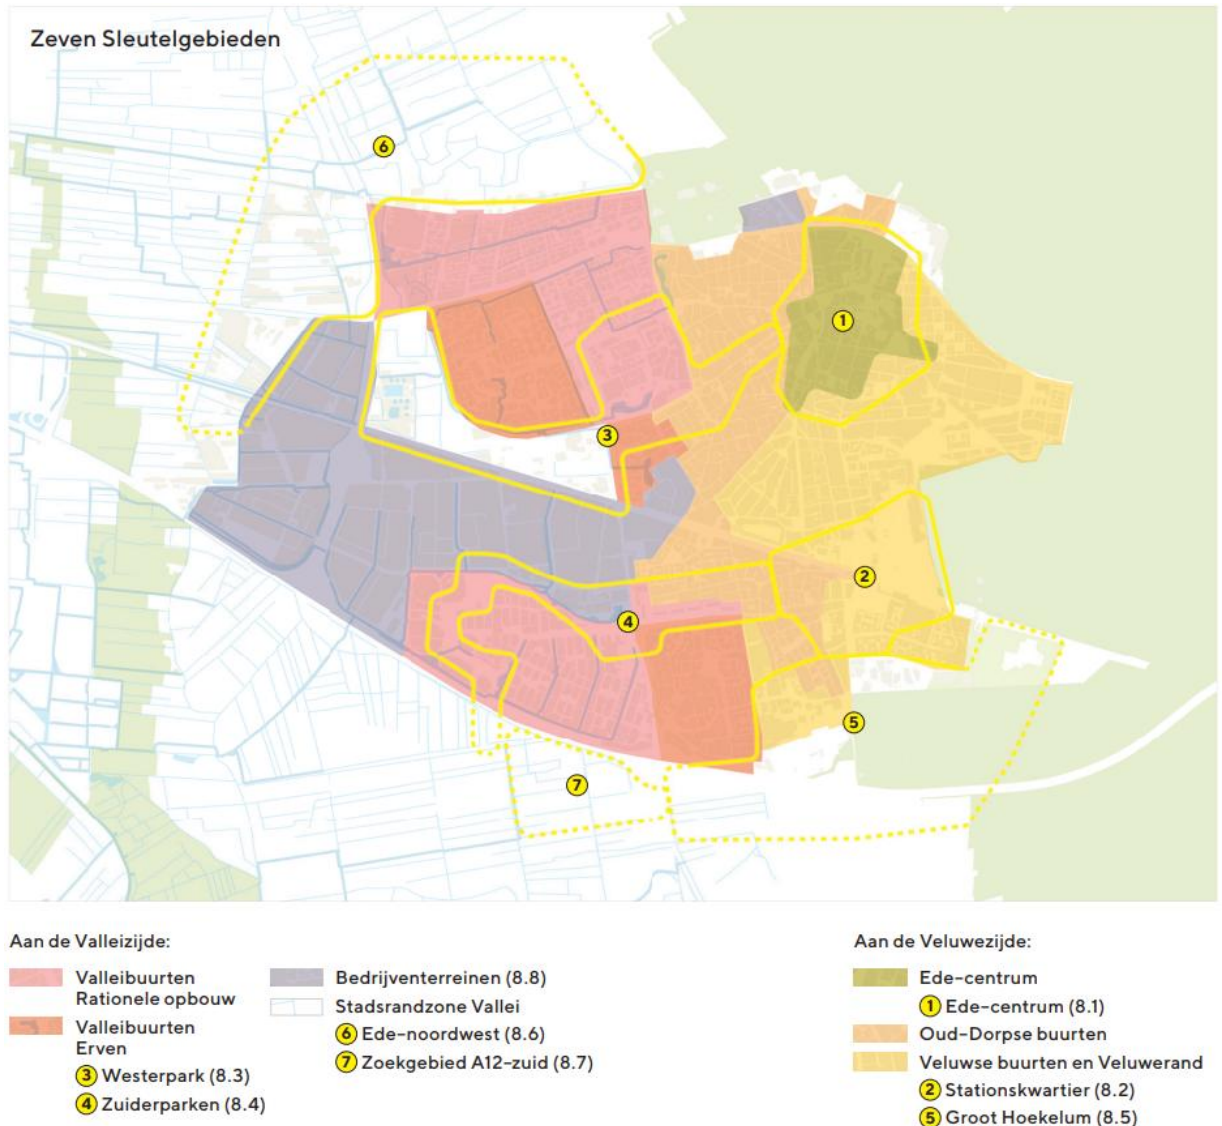 Zeven Sleutelgebieden
6
1
3
2
4
5
7
Aan de Valleizijde:
Valleibuurten
Rationele opbouw
Valleibuurten
Erven
3 Westerpark (8.3)
4 Zuiderparken (8.4)
Bedrijventerreinen (8.8)
Stadsrandzone Vallei
6 Ede-noordwest (8.6)
7 Zoekgebied A12-zuid (8.7)
Aan de Veluwezijde:
Ede-centrum
1 Ede-centrum (8.1)
Oud-Dorpse buurten
Veluwse buurten en Veluwerand
2 Stationskwartier (8.2)
5 Groot Hoekelum (8.5)